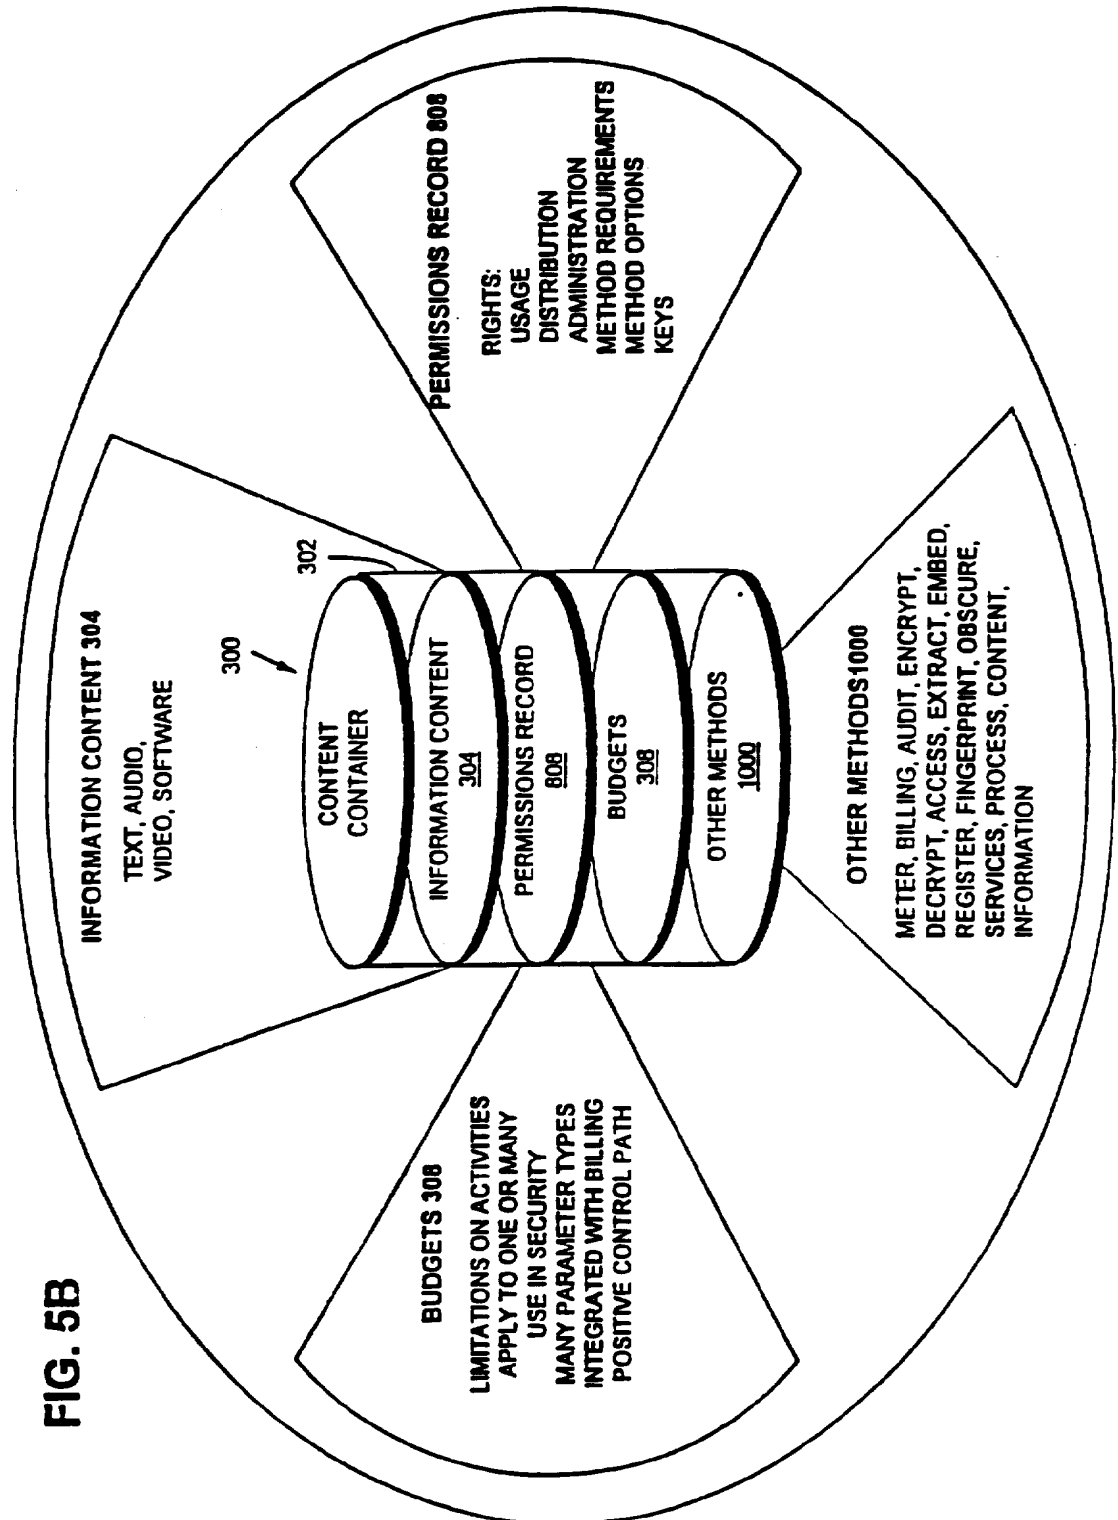 FIG. 5B
INFORMATION CONTENT 304
TEXT, AUDIO,
VIDEO, SOFTWARE
300
302
CONTENT
CONTAINER
INFORMATION CONTENT
304
PERMISSIONS RECORD
808
BUDGETS
308
OTHER METHODS
1000
BUDGETS 308
LIMITATIONS ON ACTIVITIES
APPLY TO ONE OR MANY
USE IN SECURITY
MANY PARAMETER TYPES
INTEGRATED WITH BILLING
POSITIVE CONTROL PATH
PERMISSIONS RECORD 808
RIGHTS:
USAGE
DISTRIBUTION
ADMINISTRATION
METHOD REQUIREMENTS
METHOD OPTIONS
KEYS
OTHER METHODS1000
METER, BILLING, AUDIT, ENCRYPT,
DECRYPT, ACCESS, EXTRACT, EMBED,
REGISTER, FINGERPRINT, OBSCURE,
SERVICES, PROCESS, CONTENT,
INFORMATION